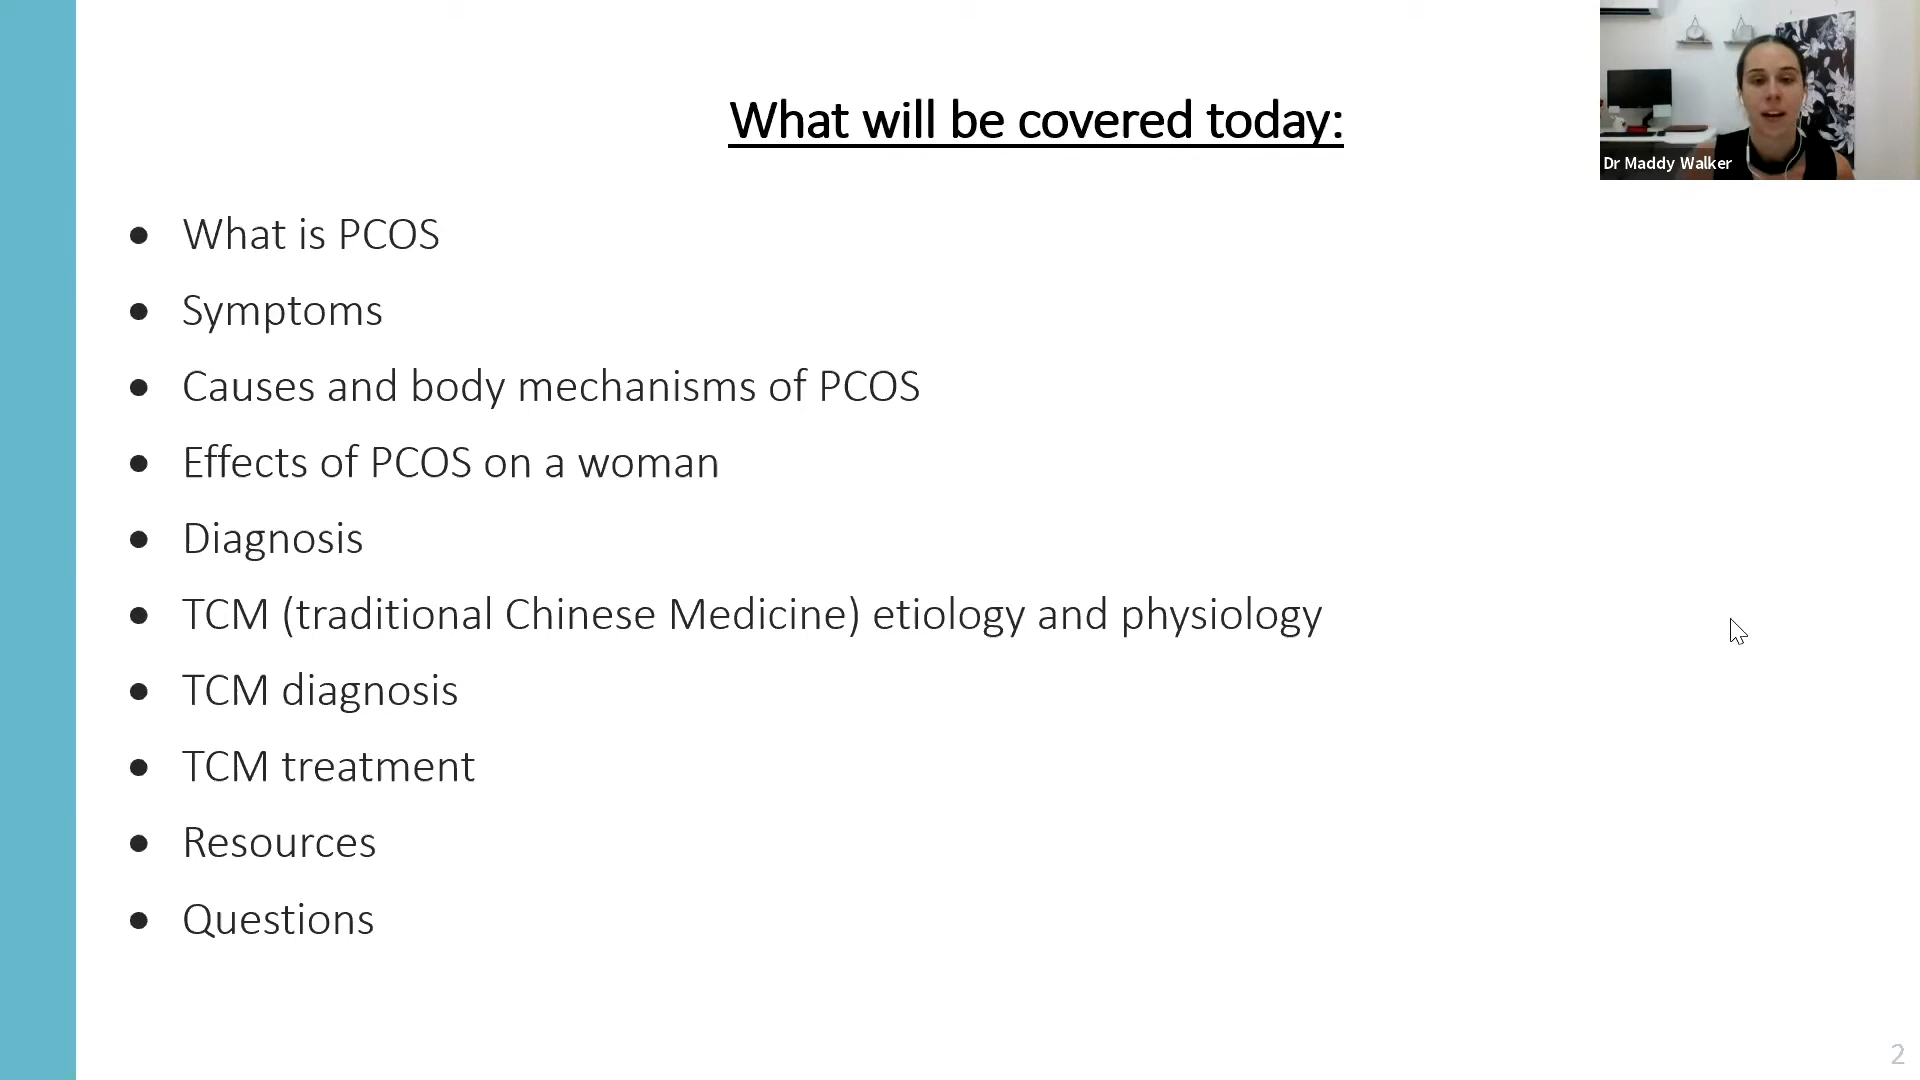 What will be covered today:
Dr Maddy Walker
● What is PCOS
● Symptoms
● Causes and body mechanisms of PCOS
● Effects of PCOS on a woman
● Diagnosis
● TCM (traditional Chinese Medicine) etiology and physiology
● TCM diagnosis
● TCM treatment
● Resources
● Questions
2